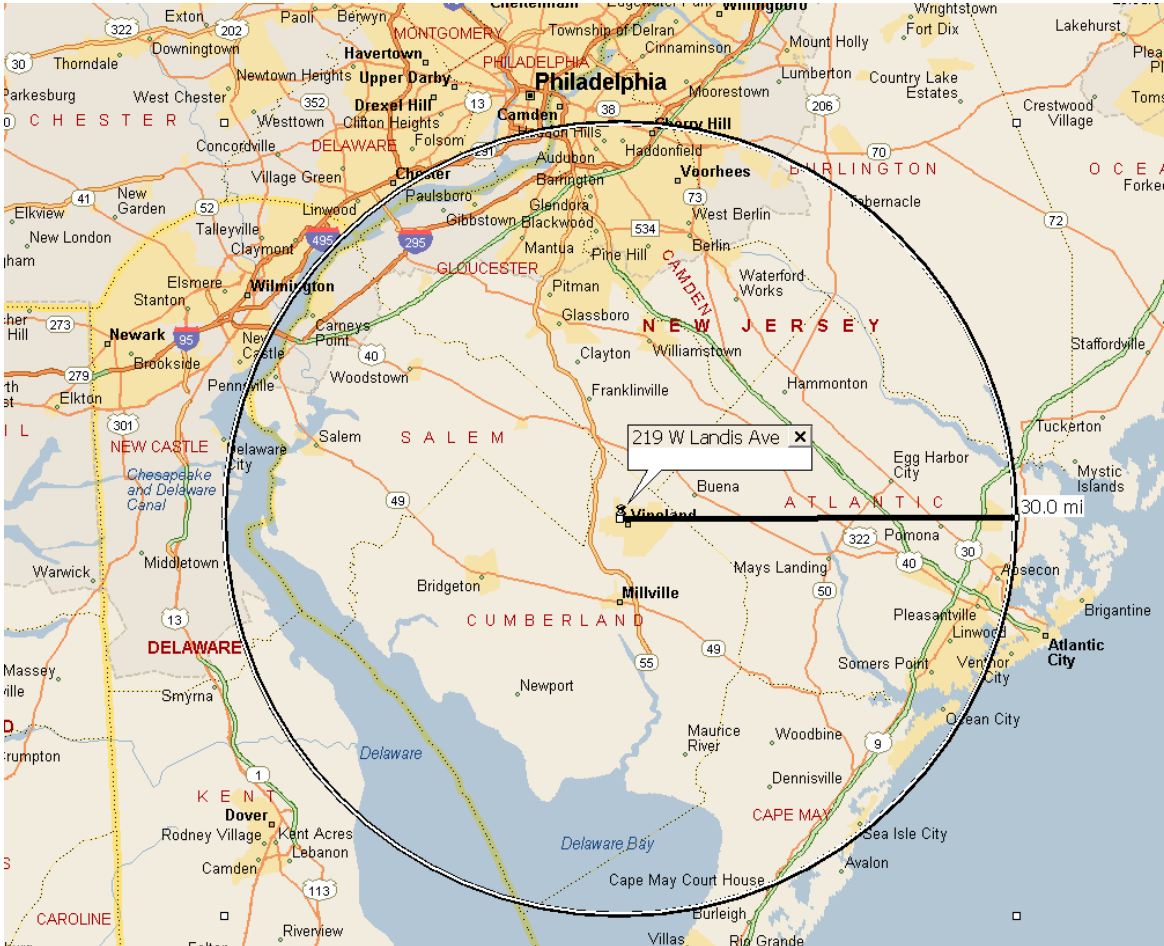 Exton
322
202
Paoli
Berwyn
MONTGOMERY
Township of Delran
Wrightstown
Fort Dix
Lakehurst
Downingtown
Havertown
PHILADELPHIA
Cinnaminson
Mount Holly
30
Thorndale
Newtown Heights
Upper Darby
Philadelphia
Lumberton
Country Lake
Estates
Parkesburg
West Chester
352
Drexel Hill
13
Camden
38
Moorestown
206
Crestwood
Village
CHESTER
Westtown
Clifton Heights
Cherry Hill
Concordville
DELAWARE
Folsom
291
Audubon
Haddonfield
70
BURLINGTON
Village Green
Chester
Barrington
Voorhees
41
New
Garden
52
Linwood
Paulsboro
Glendora
73
Tabernacle
Elkview
Talleyville
Gibbstown
Blackwood
West Berlin
72
New London
Claymont
495
295
Mantua
534
Berlin
Pine Hill
GLOUCESTER
CAMDEN
Elsmere
Wilmington
Pitman
Waterford
Works
Stanton
273
Newark
95
New
Castle
Carneys
Point
Glassboro
NEW JERSEY
Staffordville
Brookside
40
Clayton
Williamstown
279
Elkton
Pennsville
Woodstown
Franklinville
Hammonton
301
NEW CASTLE
Salem
SALEM
219 W Landis Ave
Tuckerton
Delaware
City
Egg Harbor
City
Mystic
Islands
Chesapeake
and Delaware
Canal
49
Buena
ATLANTIC
Vineland
30.0 mi
322
Pomona
Middletown
30
Warwick
Bridgeton
Mays Landing
40
Absecon
13
Millville
50
Pleasantville
Brigantine
CUMBERLAND
Linwood
DELAWARE
49
Atlantic
City
55
Somers Point
Ventnor
City
Massey
Smyrna
Newport
Ocean City
Maurice
River
Woodbine
9
Delaware
1
Dennisville
KENT
CAPE MAY
Dover
Rodney Village
Kent Acres
Sea Isle City
Lebanon
Delaware Bay
Camden
Avalon
113
Cape May Court House
CAROLINE
Burleigh
Riverview
Villas
Rio Grande